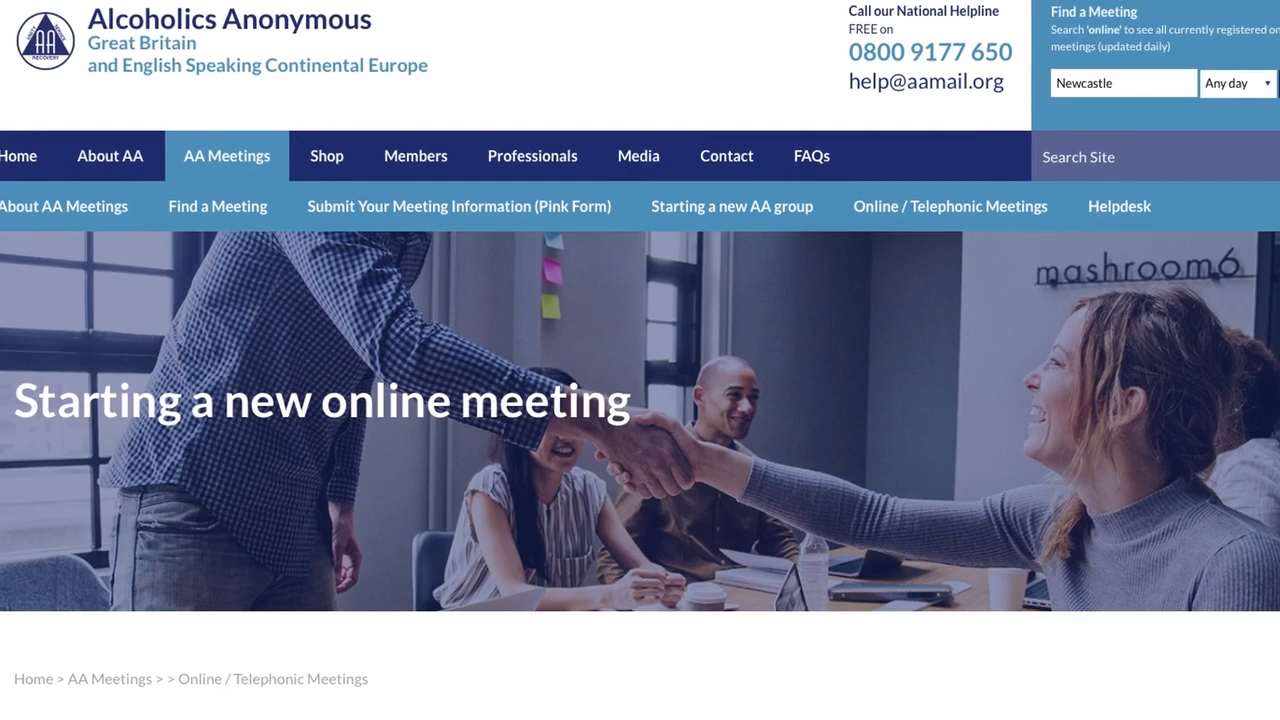 Alcoholics Anonymous
Great Britain
and English Speaking Continental Europe
AA
RECOVERY
Call our National Helpline
FREE on
0800 9177 650
help@aamail.org
Find a Meeting
Search 'online' to see all currently registered
meetings (updated daily)
Newcastle
Any day
Home About AA AA Meetings Shop Members Professionals Media Contact FAQs
Search Site
About AA Meetings Find a Meeting Submit Your Meeting Information (Pink Form) Starting a new AA group Online / Telephonic Meetings Helpdesk
mashroom6
Starting a new online meeting
Home > AA Meetings > > Online / Telephonic Meetings